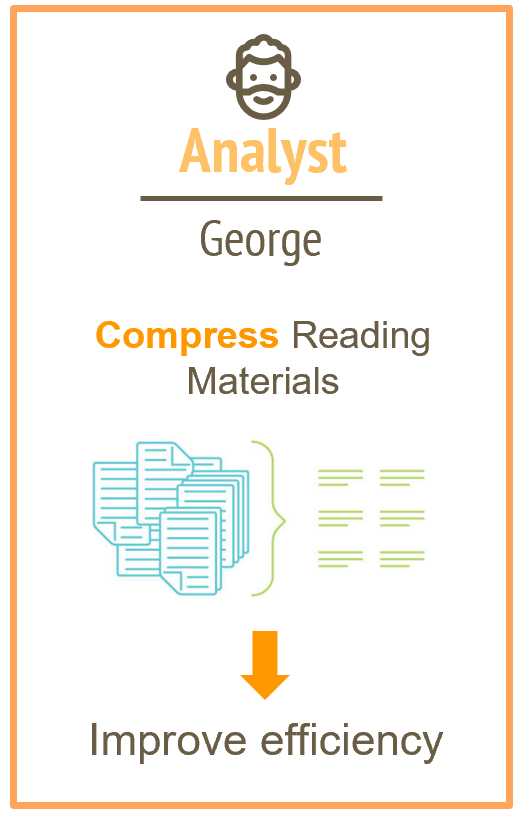 Analyst
George
Compress Reading
Materials
Improve efficiency